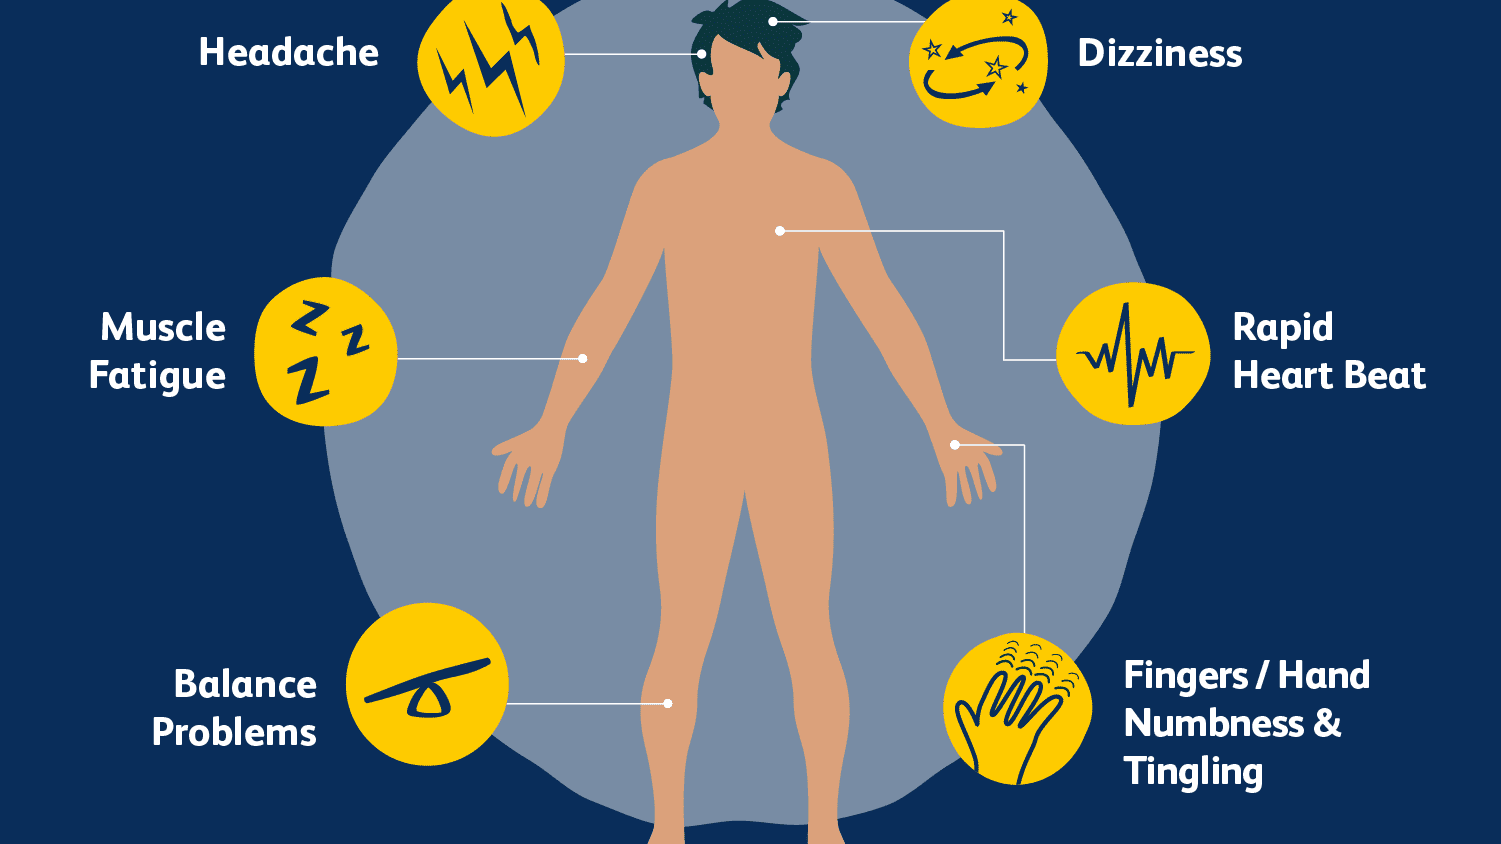 Headache
Dizziness
Muscle
Fatigue
Rapid
Heart Beat
Balance
Problems
Fingers / Hand
Numbness &
Tingling